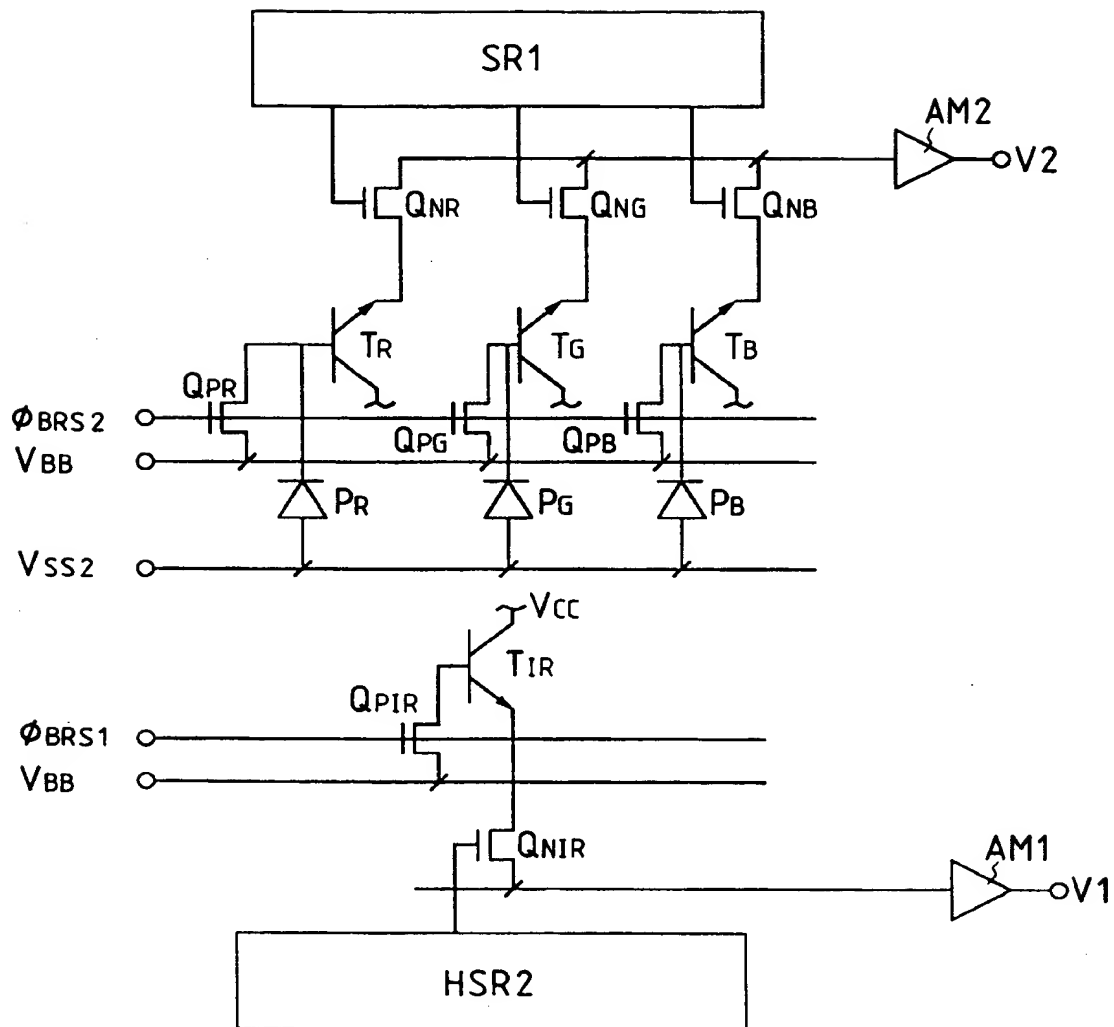 SR1
AM2
V2
QNR
QNG
QNB
TR
TG
TB
QPR
ϕBRS2
QPG
QPB
VBB
PR
PG
PB
VSS2
VCC
TIR
QPIR
ϕBRS1
VBB
QNIR
AM1
V1
HSR2